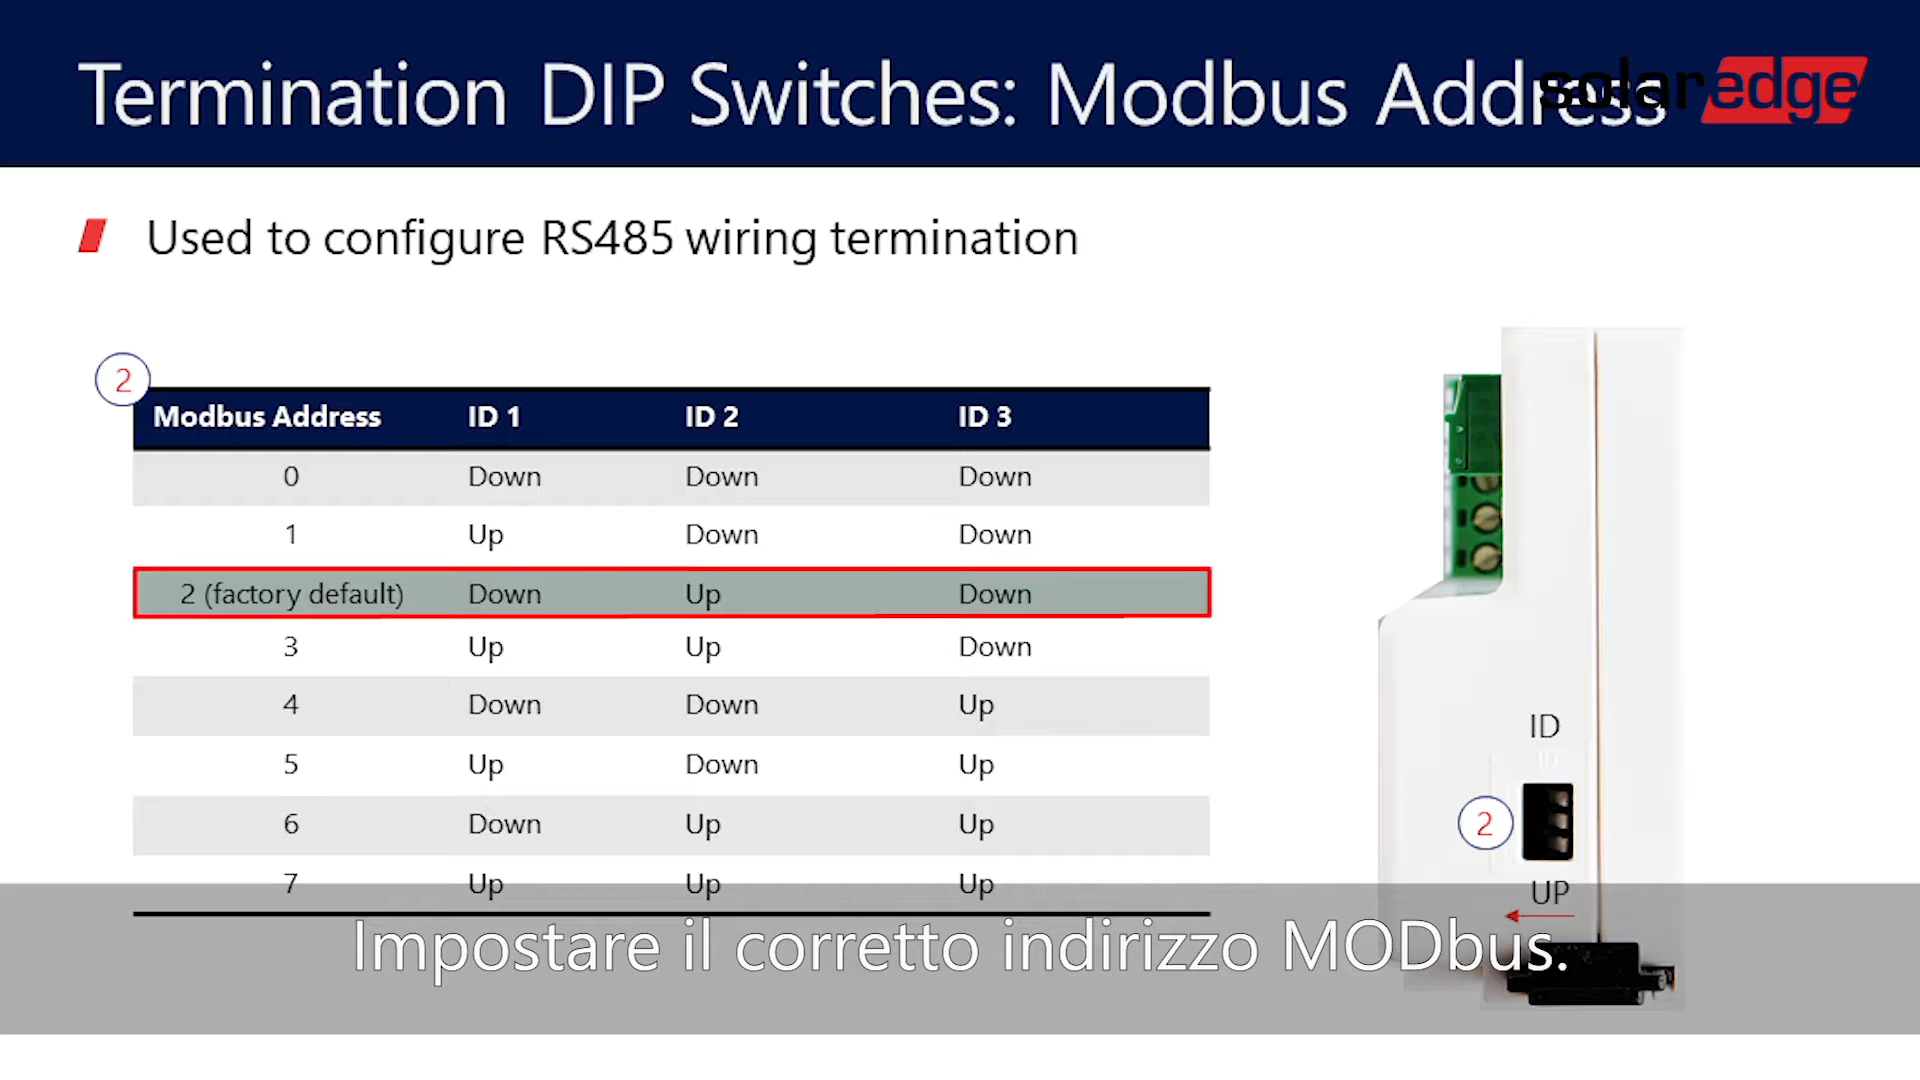 Termination DIP Switches: Modbus Address
solaredge
Used to configure RS485 wiring termination
2
Modbus Address ID 1 ID 2 ID 3
0 Down Down Down
1 Up Down Down
2 (factory default) Down Up Down
3 Up Up Down
4 Down Down Up
5 Up Down Up
6 Down Up Up
7 Up Up Up
ID
ID
2
UP
Impostare il corretto indirizzo MODbus.